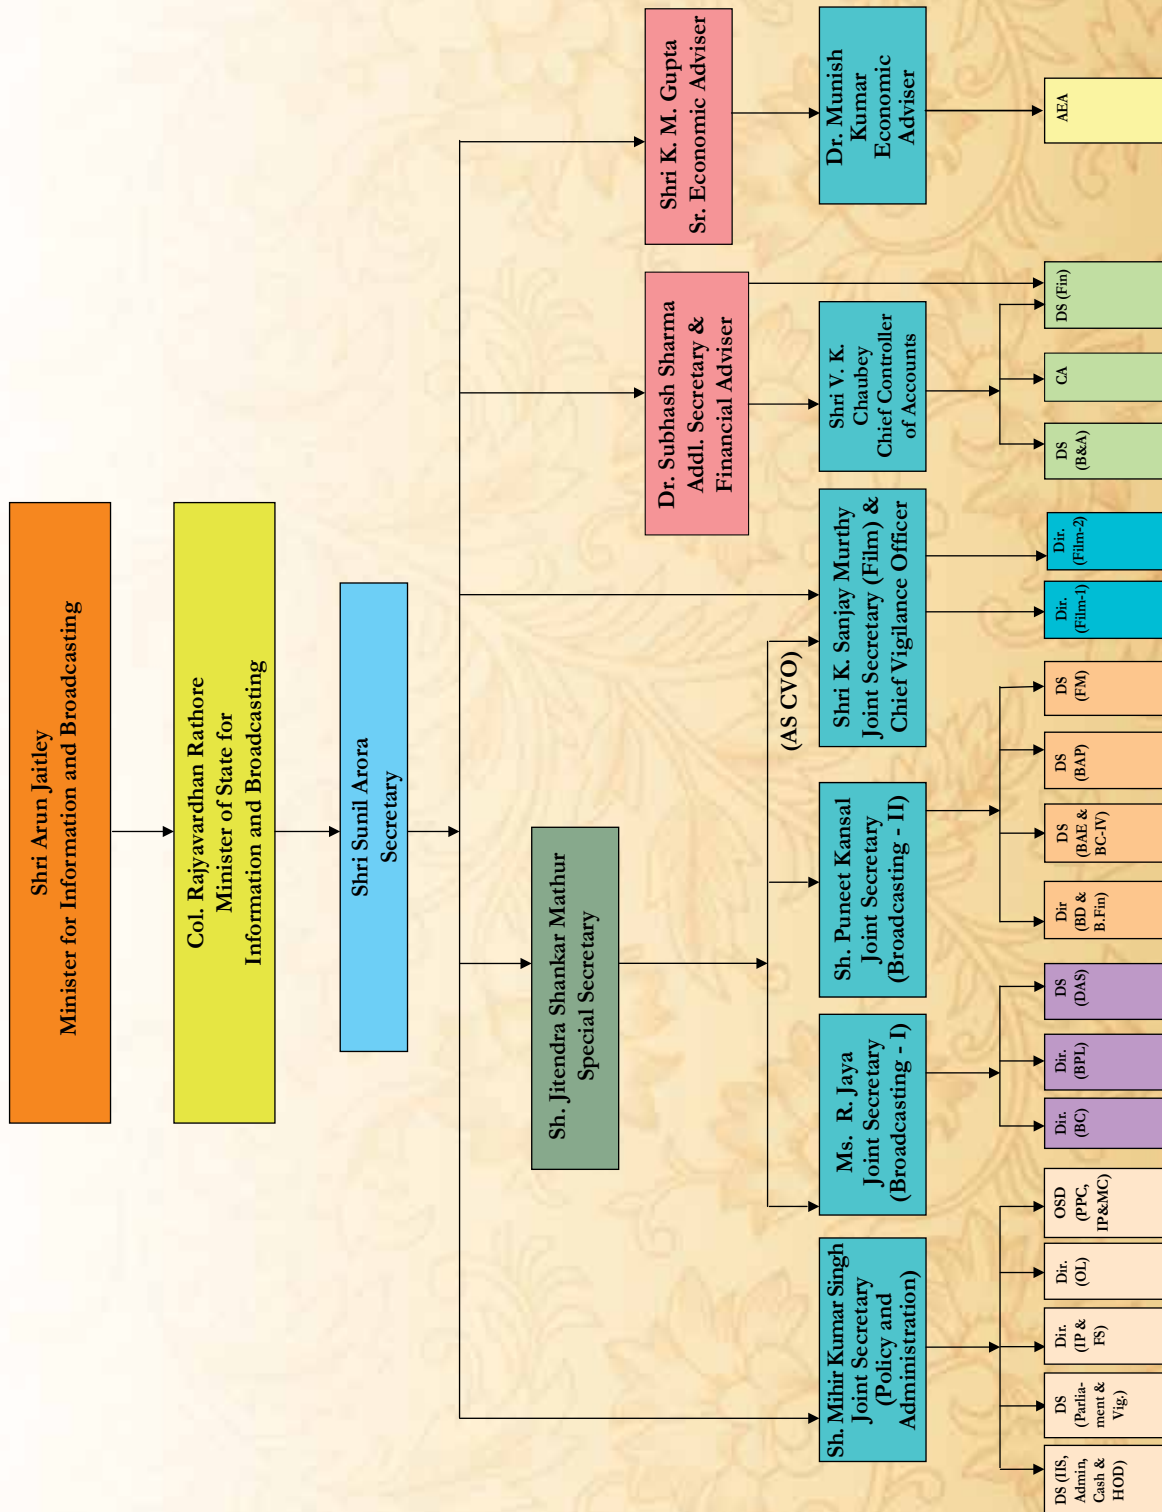 Shri Arun Jaitley
Minister for Information and Broadcasting
Col. Rajyavardhan Rathore
Minister of State for
Information and Broadcasting
Shri Sunil Arora
Secretary
Sh. Jitendra Shankar Mathur
Special Secretary
Dr. Subhash Sharma
Addl. Secretary &
Financial Adviser
Shri K. M. Gupta
Sr. Economic Adviser
(AS CVO)
Sh. Mihir Kumar Singh
Joint Secretary
(Policy and
Administration)
Ms. R. Jaya
Joint Secretary
(Broadcasting - I)
Sh. Puneet Kansal
Joint Secretary
(Broadcasting - II)
Shri K. Sanjay Murthy
Joint Secretary (Film) &
Chief Vigilance Officer
Shri V. K.
Chaubey
Chief Controller
of Accounts
Dr. Munish
Kumar
Economic
Adviser
DS (IIS,
Admin,
Cash &
HOD)
DS
(Parlia-
ment &
Vig.)
Dir.
(IP &
FS)
Dir.
(OL)
OSD
(PPC,
IP&MC)
Dir.
(BC)
Dir.
(BPL)
DS
(DAS)
Dir
(BD &
B.Fin)
DS
(BAE &
BC-IV)
DS
(BAP)
DS
(FM)
Dir.
(Film-1)
Dir.
(Film-2)
DS
(B&A)
CA
DS (Fin)
AEA